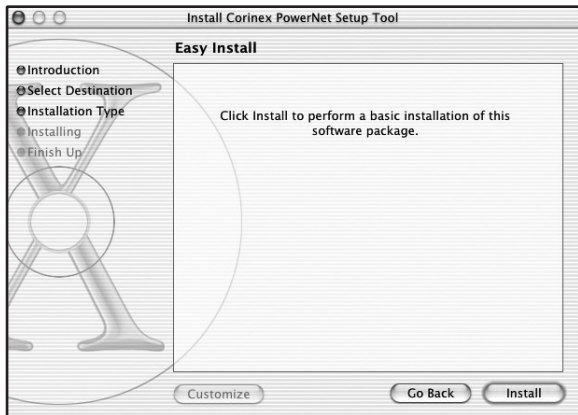 Install Corinex PowerNet Setup Tool
Easy Install
Introduction
Select Destination
Installation Type
Installing
Finish Up
Click Install to perform a basic installation of this
software package.
Customize
Go Back
Install